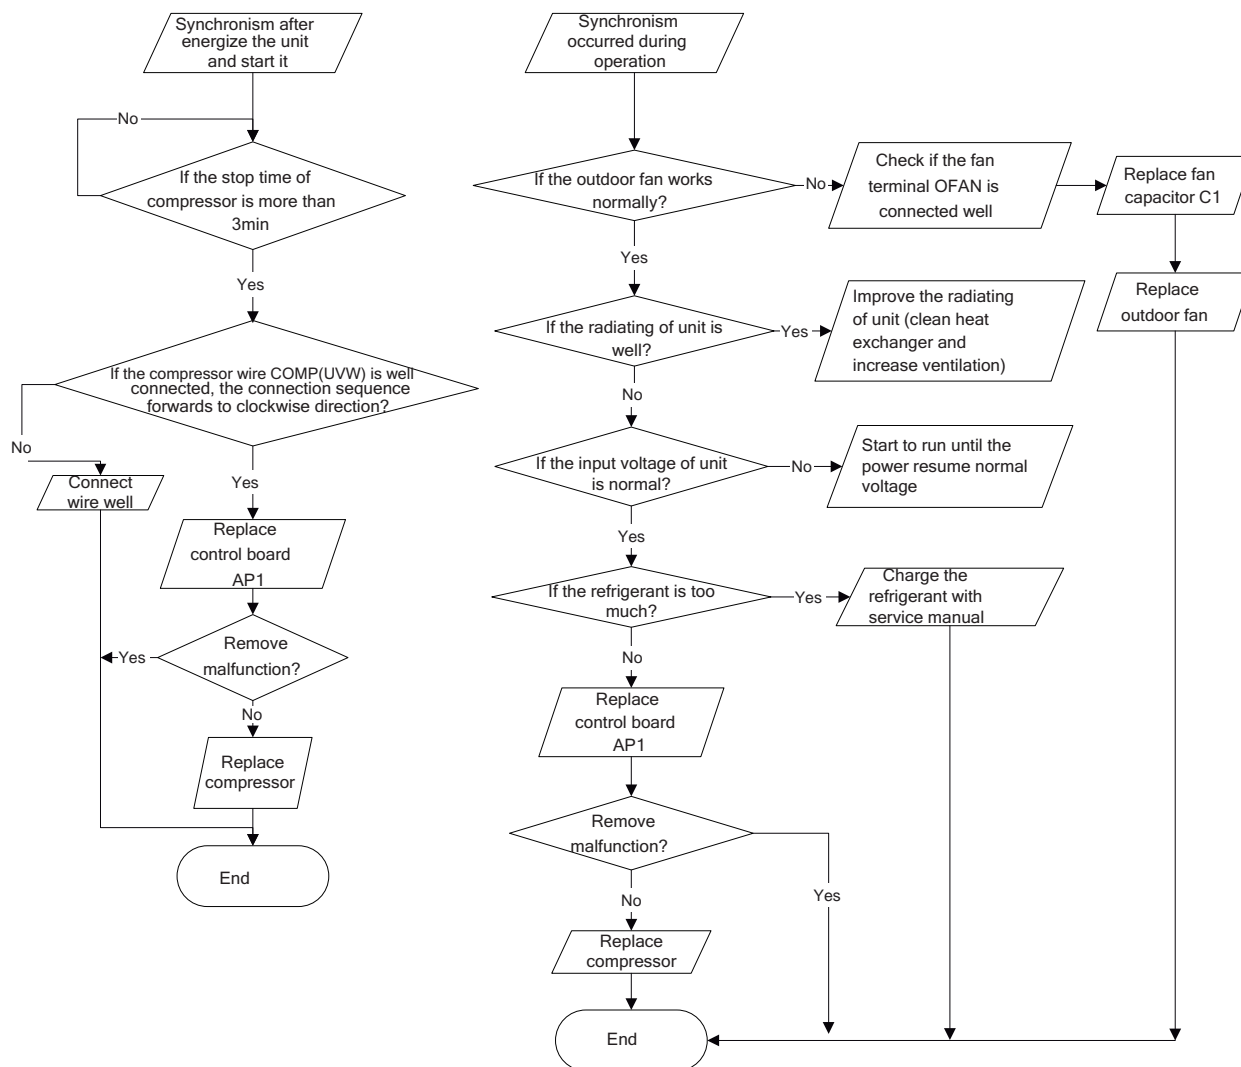 Synchronism after
energize the unit
and start it
No
If the stop time of
compressor is more than
3min
Yes
If the compressor wire COMP(UVW) is well
connected, the connection sequence
forwards to clockwise direction?
No
Connect
wire well
Yes
Replace
control board
AP1
Remove
malfunction?
Yes
No
Replace
compressor
End
Synchronism
occurred during
operation
If the outdoor fan works
normally?
No
Check if the fan
terminal OFAN is
connected well
Replace fan
capacitor C1
Replace
outdoor fan
Yes
If the radiating of unit is
well?
Yes
Improve the radiating
of unit (clean heat
exchanger and
increase ventilation)
No
If the input voltage of unit
is normal?
No
Start to run until the
power resume normal
voltage
Yes
If the refrigerant is too
much?
Yes
Charge the
refrigerant with
service manual
No
Replace
control board
AP1
Remove
malfunction?
Yes
No
Replace
compressor
End